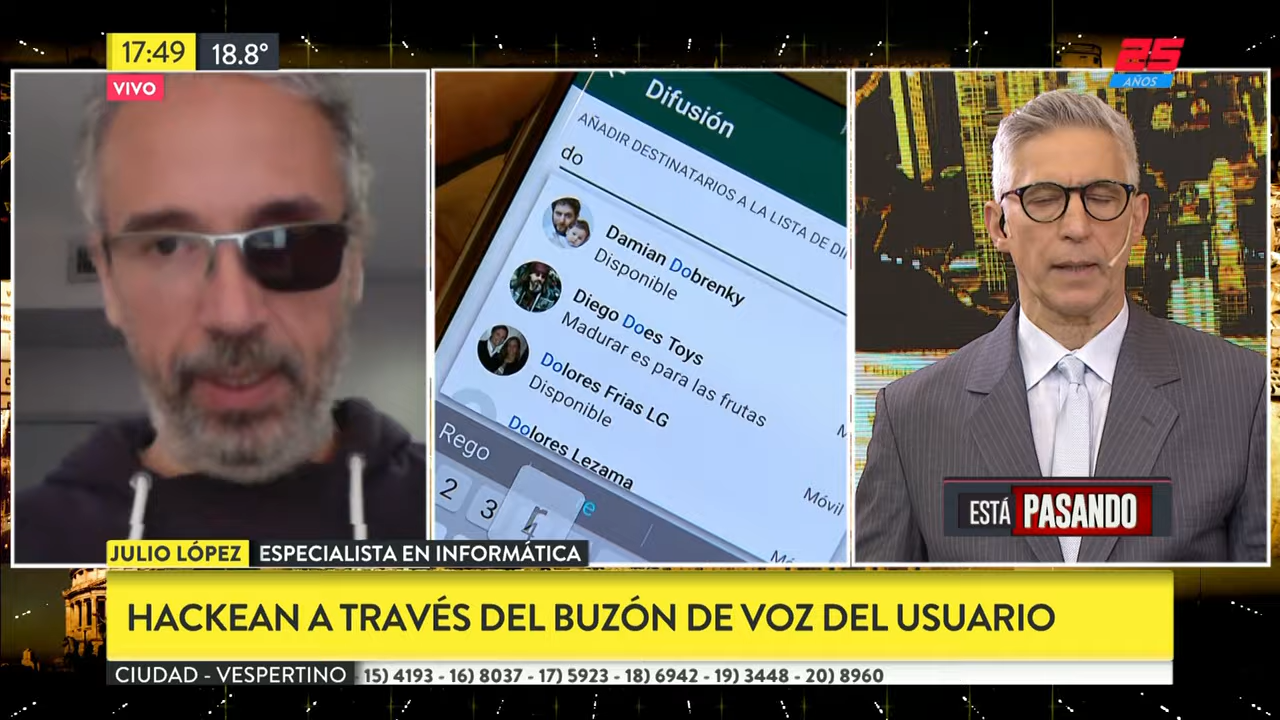 17:49 18.8°
VIVO
25
AÑOS
Difusión
AÑADIR DESTINATARIOS A LA LISTA DE
do
Damian Dobrenky
Disponible
Diego Does Toys
Madurar es para las frutas
Dolores Frias LG
Disponible
Dolores Lezama
Móvil
Rego
2 3 4
r
ESTÁ PASANDO
JULIO LÓPEZ ESPECIALISTA EN INFORMÁTICA
HACKEAN A TRAVÉS DEL BUZÓN DE VOZ DEL USUARIO
CIUDAD - VESPERTINO 15) 4193 - 16) 8037 - 17) 5923 - 18) 6942 - 19) 3448 - 20) 8960